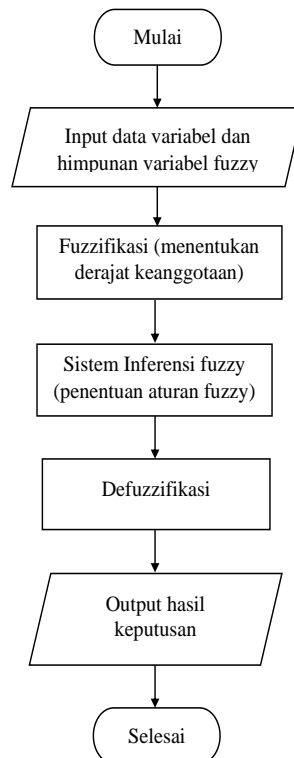 Mulai
Input data variabel dan
himpunan variabel fuzzy
Fuzzifikasi (menentukan
derajat keanggotaan)
Sistem Inferensi fuzzy
(penentuan aturan fuzzy)
Defuzzifikasi
Output hasil
keputusan
Selesai